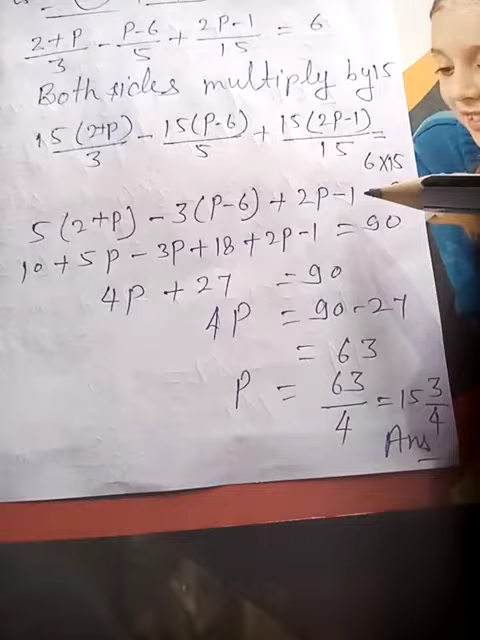 2+P/3 - P-6/5 + 2P-1/15 = 6
Both sides multiply by 15
15(2+P)/3 - 15(P-6)/5 + 15(2P-1)/15 =
6×15
5(2+P) - 3(P-6) + 2P-1
10+5P - 3P+18+2P-1 = 90
4P + 27 = 90
4P = 90-27
= 63
P = 63/4 = 15 3/4
Ans